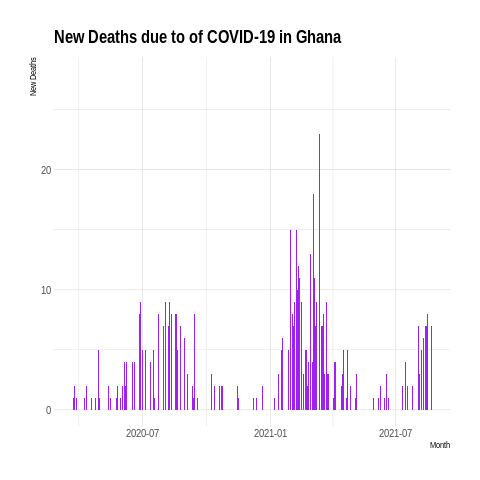 New Deaths due to of COVID-19 in Ghana
New Deaths
20
10
0
2020-07
2021-01
2021-07
Month